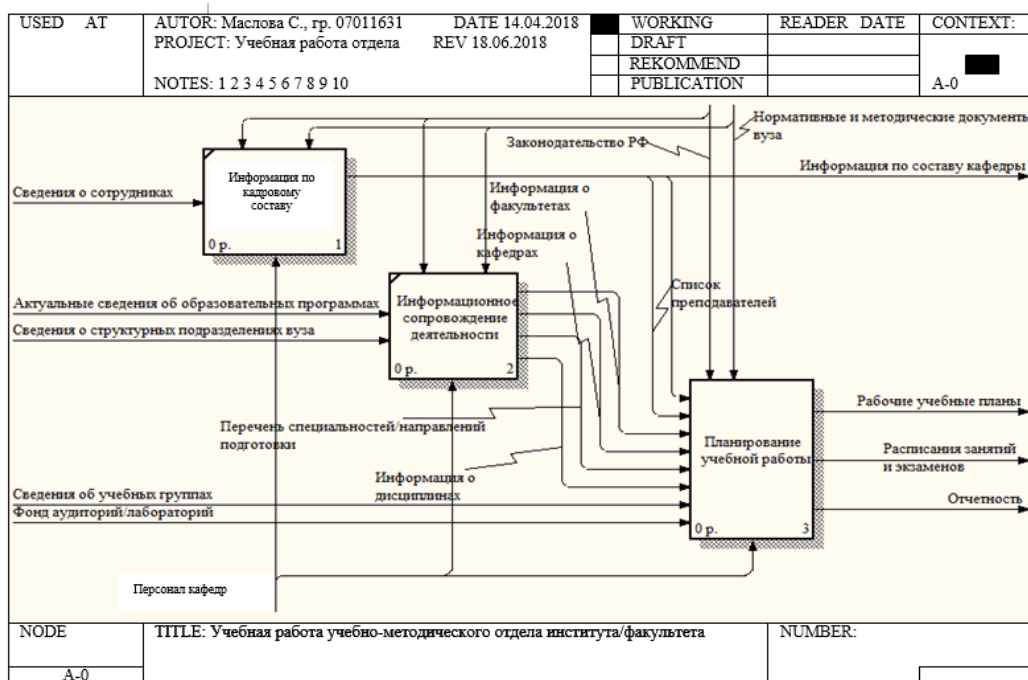 USED AT
AUTOR: Маслова С., гр. 07011631 DATE 14.04.2018
PROJECT: Учебная работа отдела REV 18.06.2018
NOTES: 1 2 3 4 5 6 7 8 9 10
WORKING
DRAFT
REKOMMEND
PUBLICATION
READER DATE
CONTEXT:
A-0
Нормативные и методические документы
вуза
Законодательство РФ
Информация по составу кафедры
Информация по
кадровому
составу
0 р. 1
Сведения о сотрудниках
Информация о
факультетах
Информация о
кафедрах
Список
преподавателей
Актуальные сведения об образовательных программах
Сведения о структурных подразделениях вуза
Информационное
сопровождение
деятельности
0 р. 2
Перечень специальностей/направлений
подготовки
Информация о
дисциплинах
Планирование
учебной работы
0 р. 3
Рабочие учебные планы
Расписания занятий
и экзаменов
Отчетность
Сведения об учебных группах
Фонд аудиторий/лабораторий
Персонал кафедр
NODE
A-0
TITLE: Учебная работа учебно-методического отдела института/факультета
NUMBER: